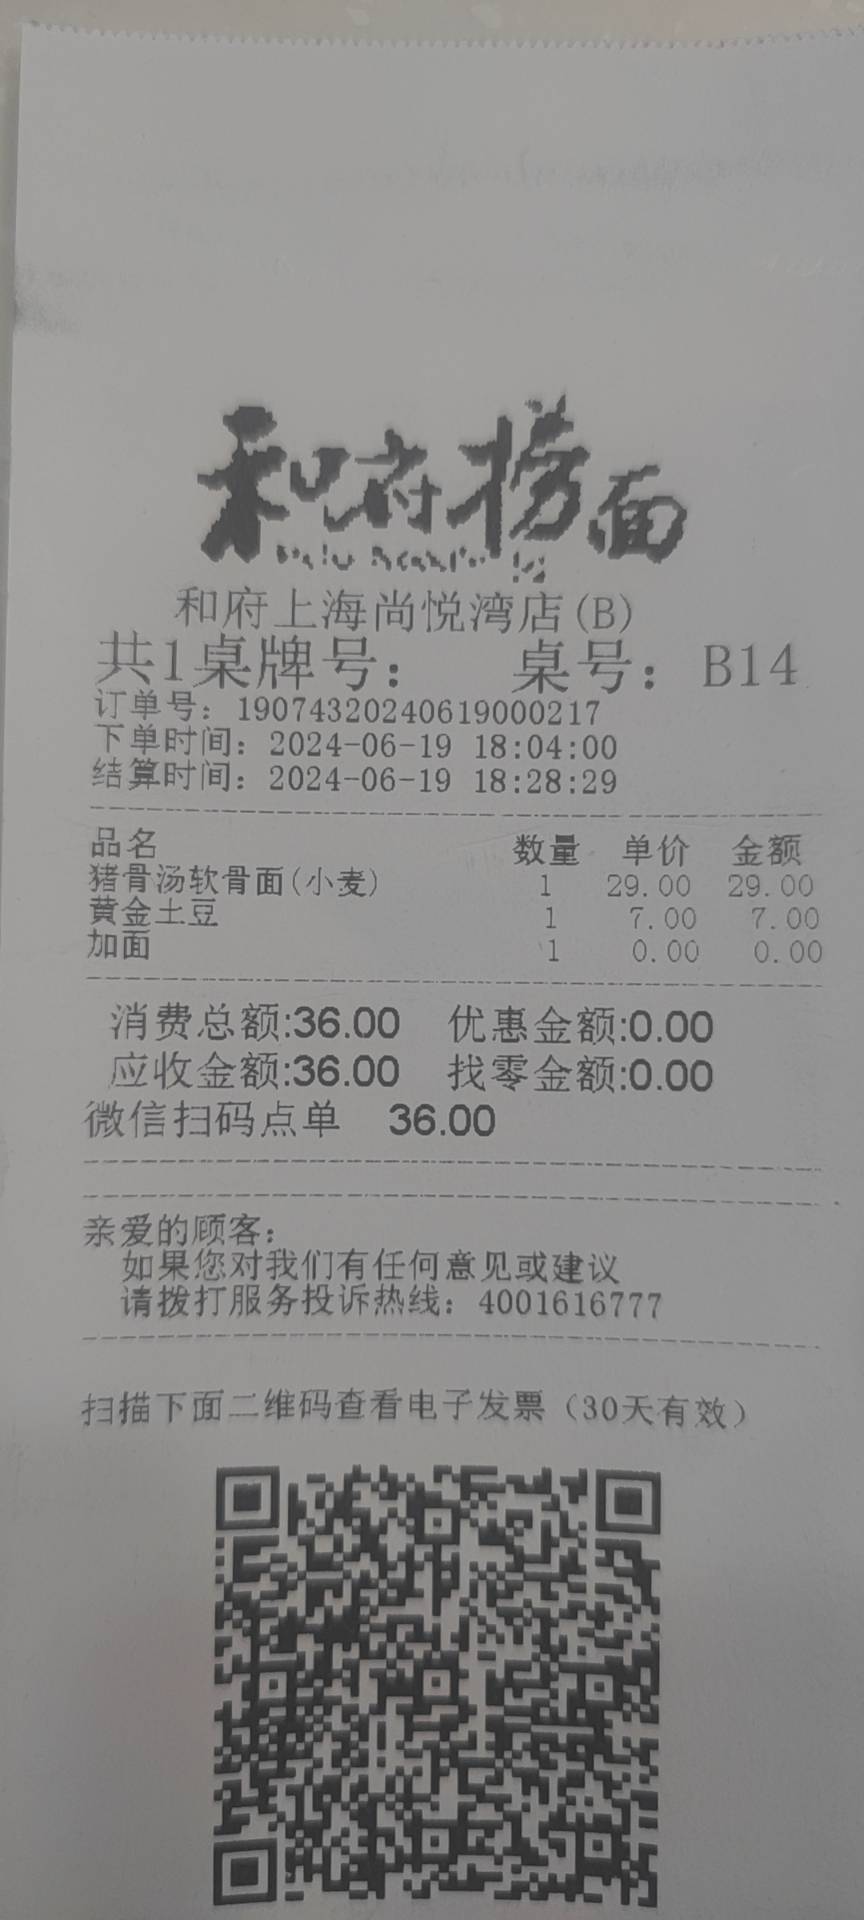 和府捞面
和府上海尚悦湾店(B)
共1桌牌号: 桌号: B14
订单号: 19074320240619000217
下单时间: 2024-06-19 18:04:00
结算时间: 2024-06-19 18:28:29
品名 数量 单价 金额
猪骨汤软骨面(小麦) 1 29.00 29.00
黄金土豆 1 7.00 7.00
加面 1 0.00 0.00
消费总额:36.00 优惠金额:0.00
应收金额:36.00 找零金额:0.00
微信扫码点单 36.00
亲爱的顾客:
如果您对我们有任何意见或建议
请拨打服务投诉热线: 4001616777
扫描下面二维码查看电子发票（30天有效）